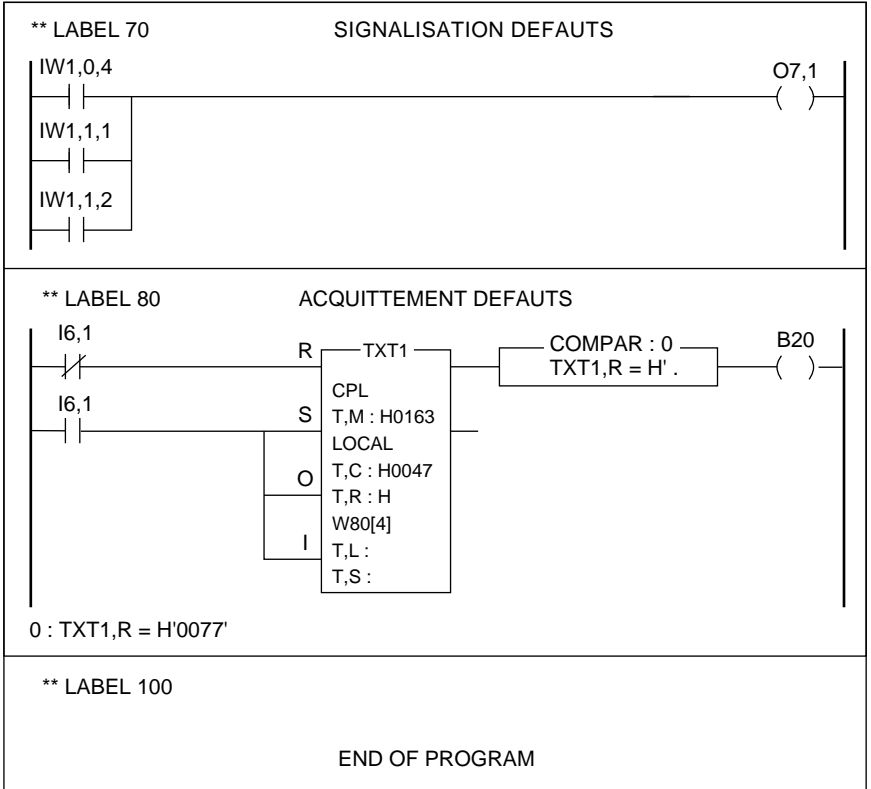 ** LABEL 70 SIGNALISATION DEFAUTS
IW1,0,4
O7,1
( )
IW1,1,1
IW1,1,2
** LABEL 80 ACQUITTEMENT DEFAUTS
I6,1
R
TXT1
COMPAR : 0
TXT1,R = H' .
B20
( )
I6,1
S
O
I
CPL
T,M : H0163
LOCAL
T,C : H0047
T,R : H
W80[4]
T,L :
T,S :
0 : TXT1,R = H'0077'
** LABEL 100
END OF PROGRAM